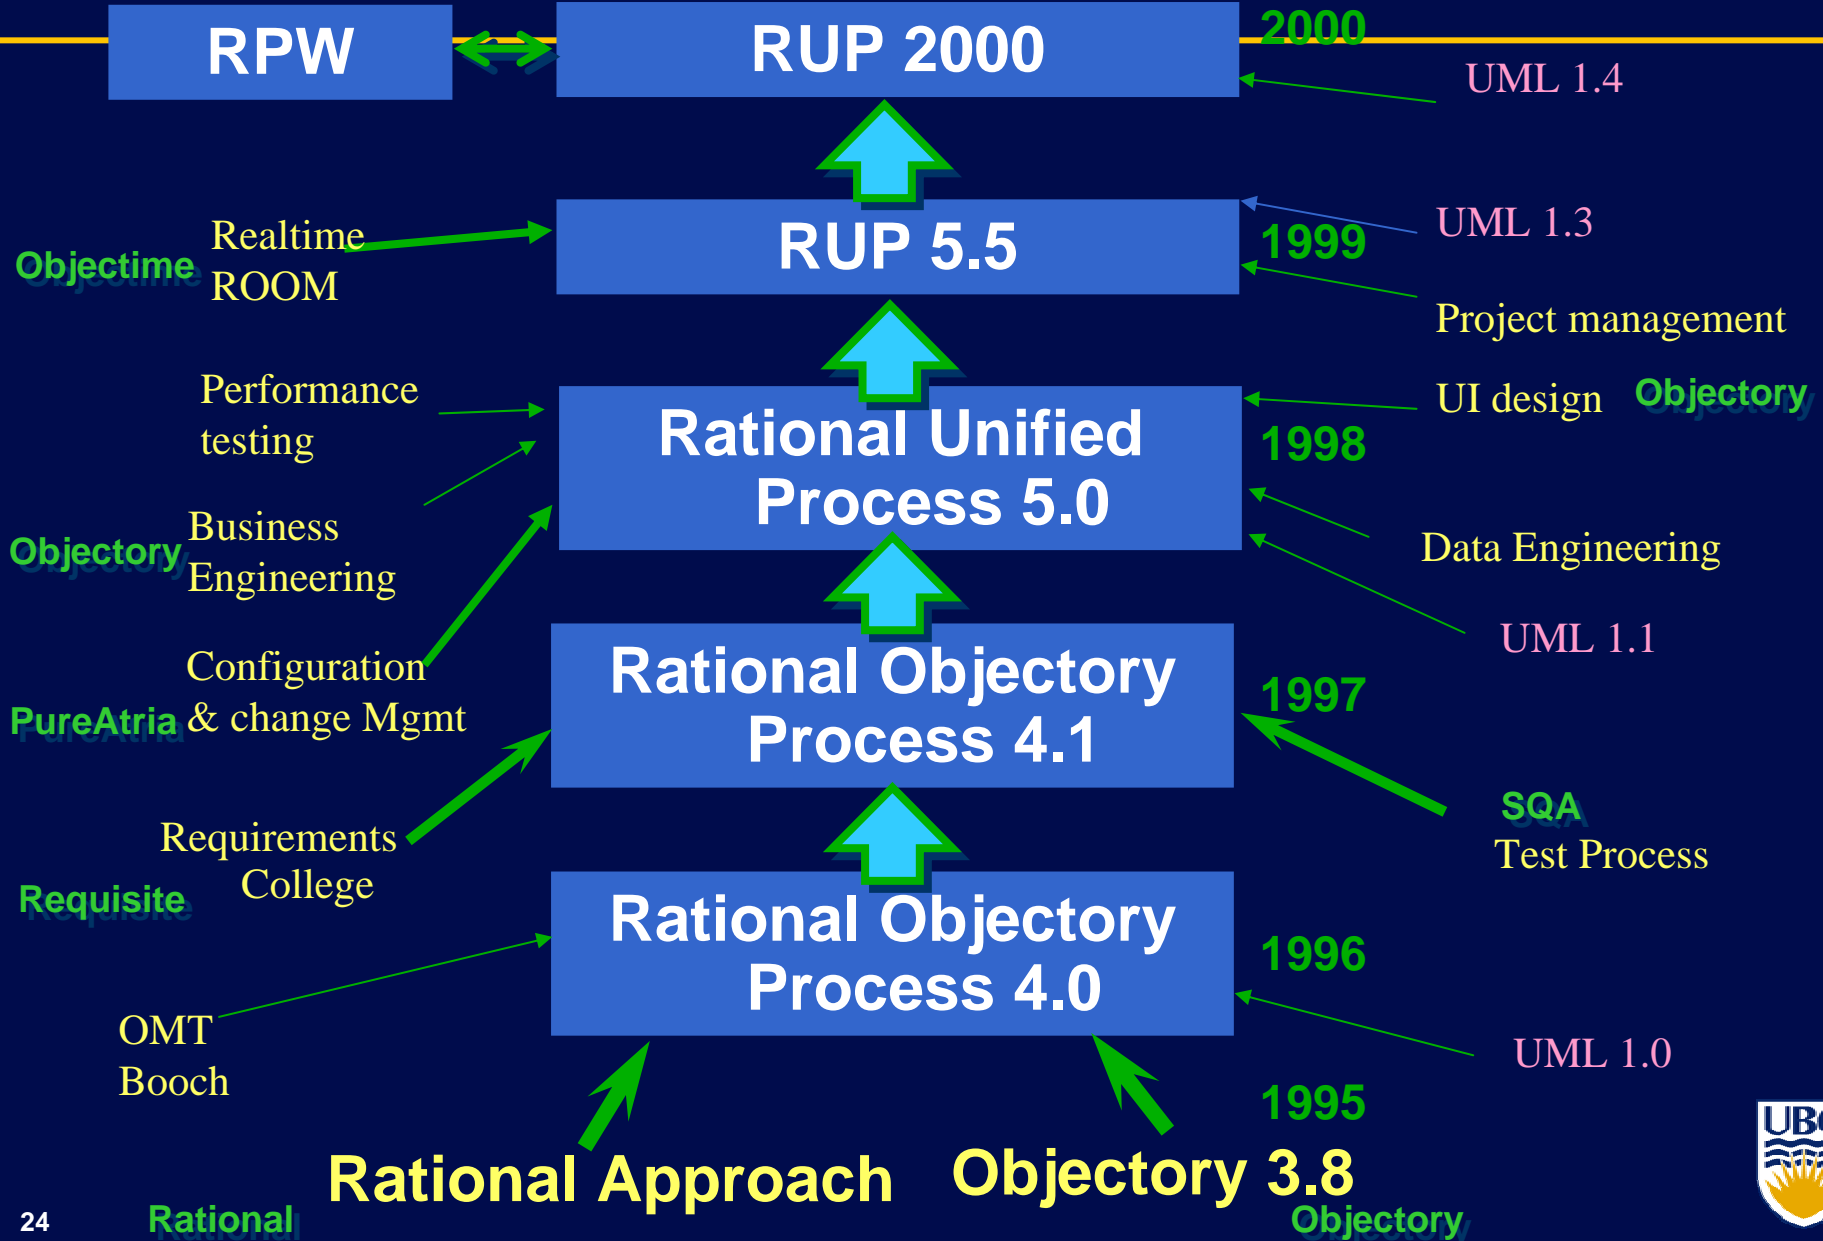 RPW
RUP 2000
2000
UML 1.4
Realtime
ROOM
Objectime
RUP 5.5
1999
UML 1.3
Project management
Performance
testing
UI design
Objectory
Rational Unified
Process 5.0
1998
Business
Engineering
Objectory
Data Engineering
UML 1.1
Configuration
& change Mgmt
PureAtria
Rational Objectory
Process 4.1
1997
SQA
Test Process
Requirements
College
Requisite
Rational Objectory
Process 4.0
1996
OMT
Booch
UML 1.0
1995
Rational Approach
Objectory 3.8
24
Rational
Objectory